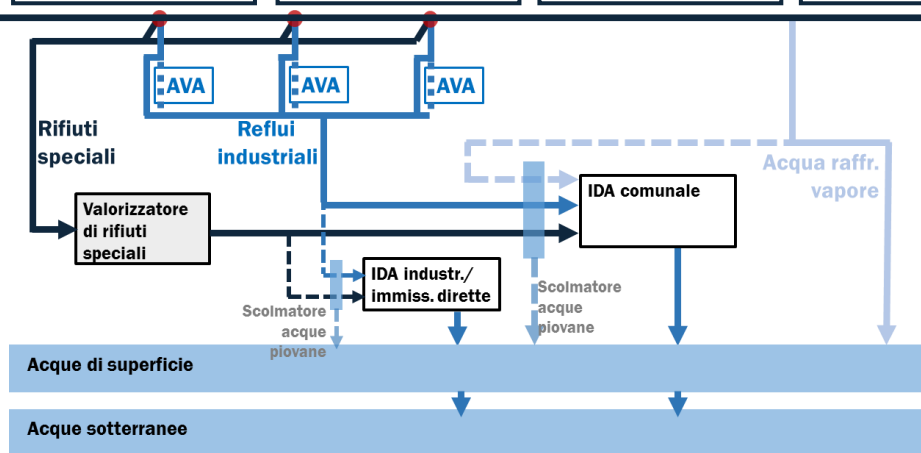 AVA
AVA
AVA
Rifiuti
speciali
Reflui
industriali
Acqua raffr.
vapore
IDA comunale
Valorizzatore
di rifiuti
speciali
IDA industr./
immiss. dirette
Scolmatore
acque
piovane
Scolmatore
acque
piovane
Acque di superficie
Acque sotterranee